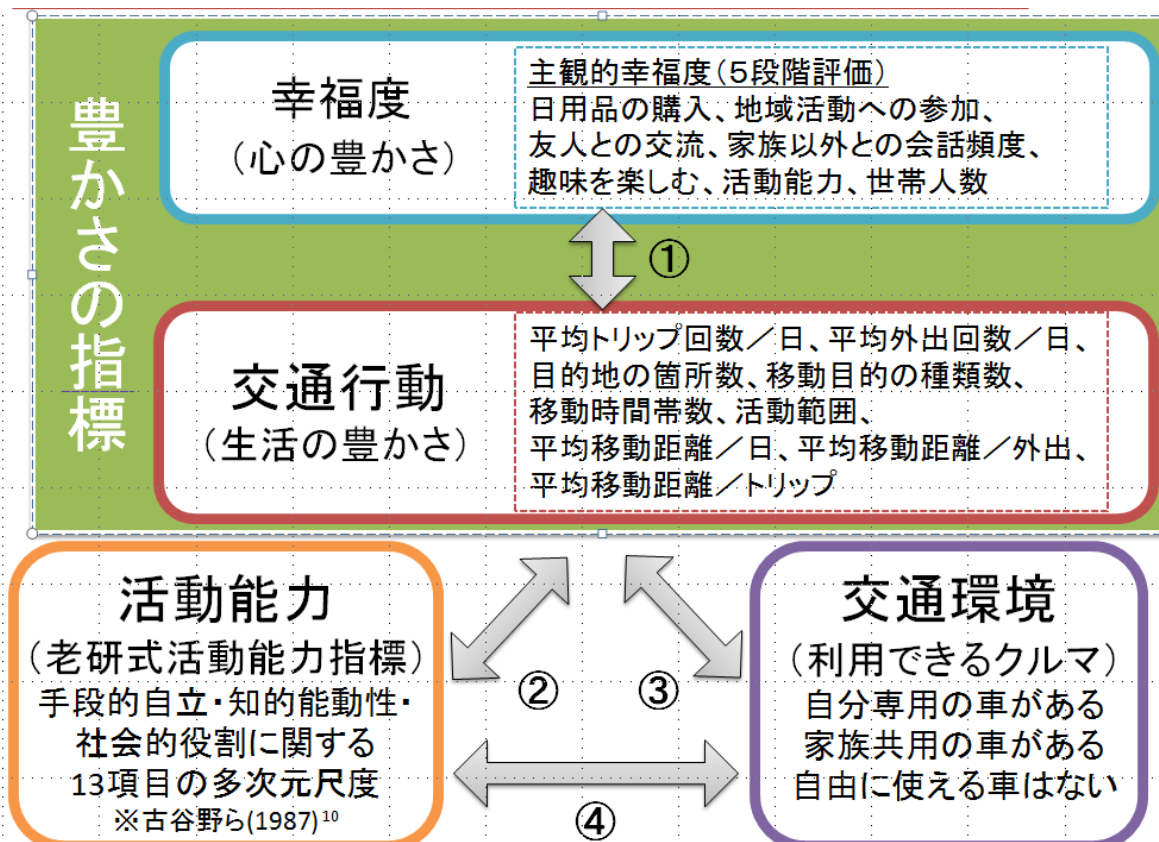 豊かさの指標
幸福度
（心の豊かさ）
主観的幸福度（５段階評価）
日用品の購入、地域活動への参加、
友人との交流、家族以外との会話頻度、
趣味を楽しむ、活動能力、世帯人数
①
交通行動
（生活の豊かさ）
平均トリップ回数／日、平均外出回数／日、
目的地の箇所数、移動目的の種類数、
移動時間帯数、活動範囲、
平均移動距離／日、平均移動距離／外出、
平均移動距離／トリップ
活動能力
（老研式活動能力指標）
手段的自立・知的能動性・
社会的役割に関する
13項目の多次元尺度
※古谷野ら(1987)10
②
③
④
交通環境
（利用できるクルマ）
自分専用の車がある
家族共用の車がある
自由に使える車はない